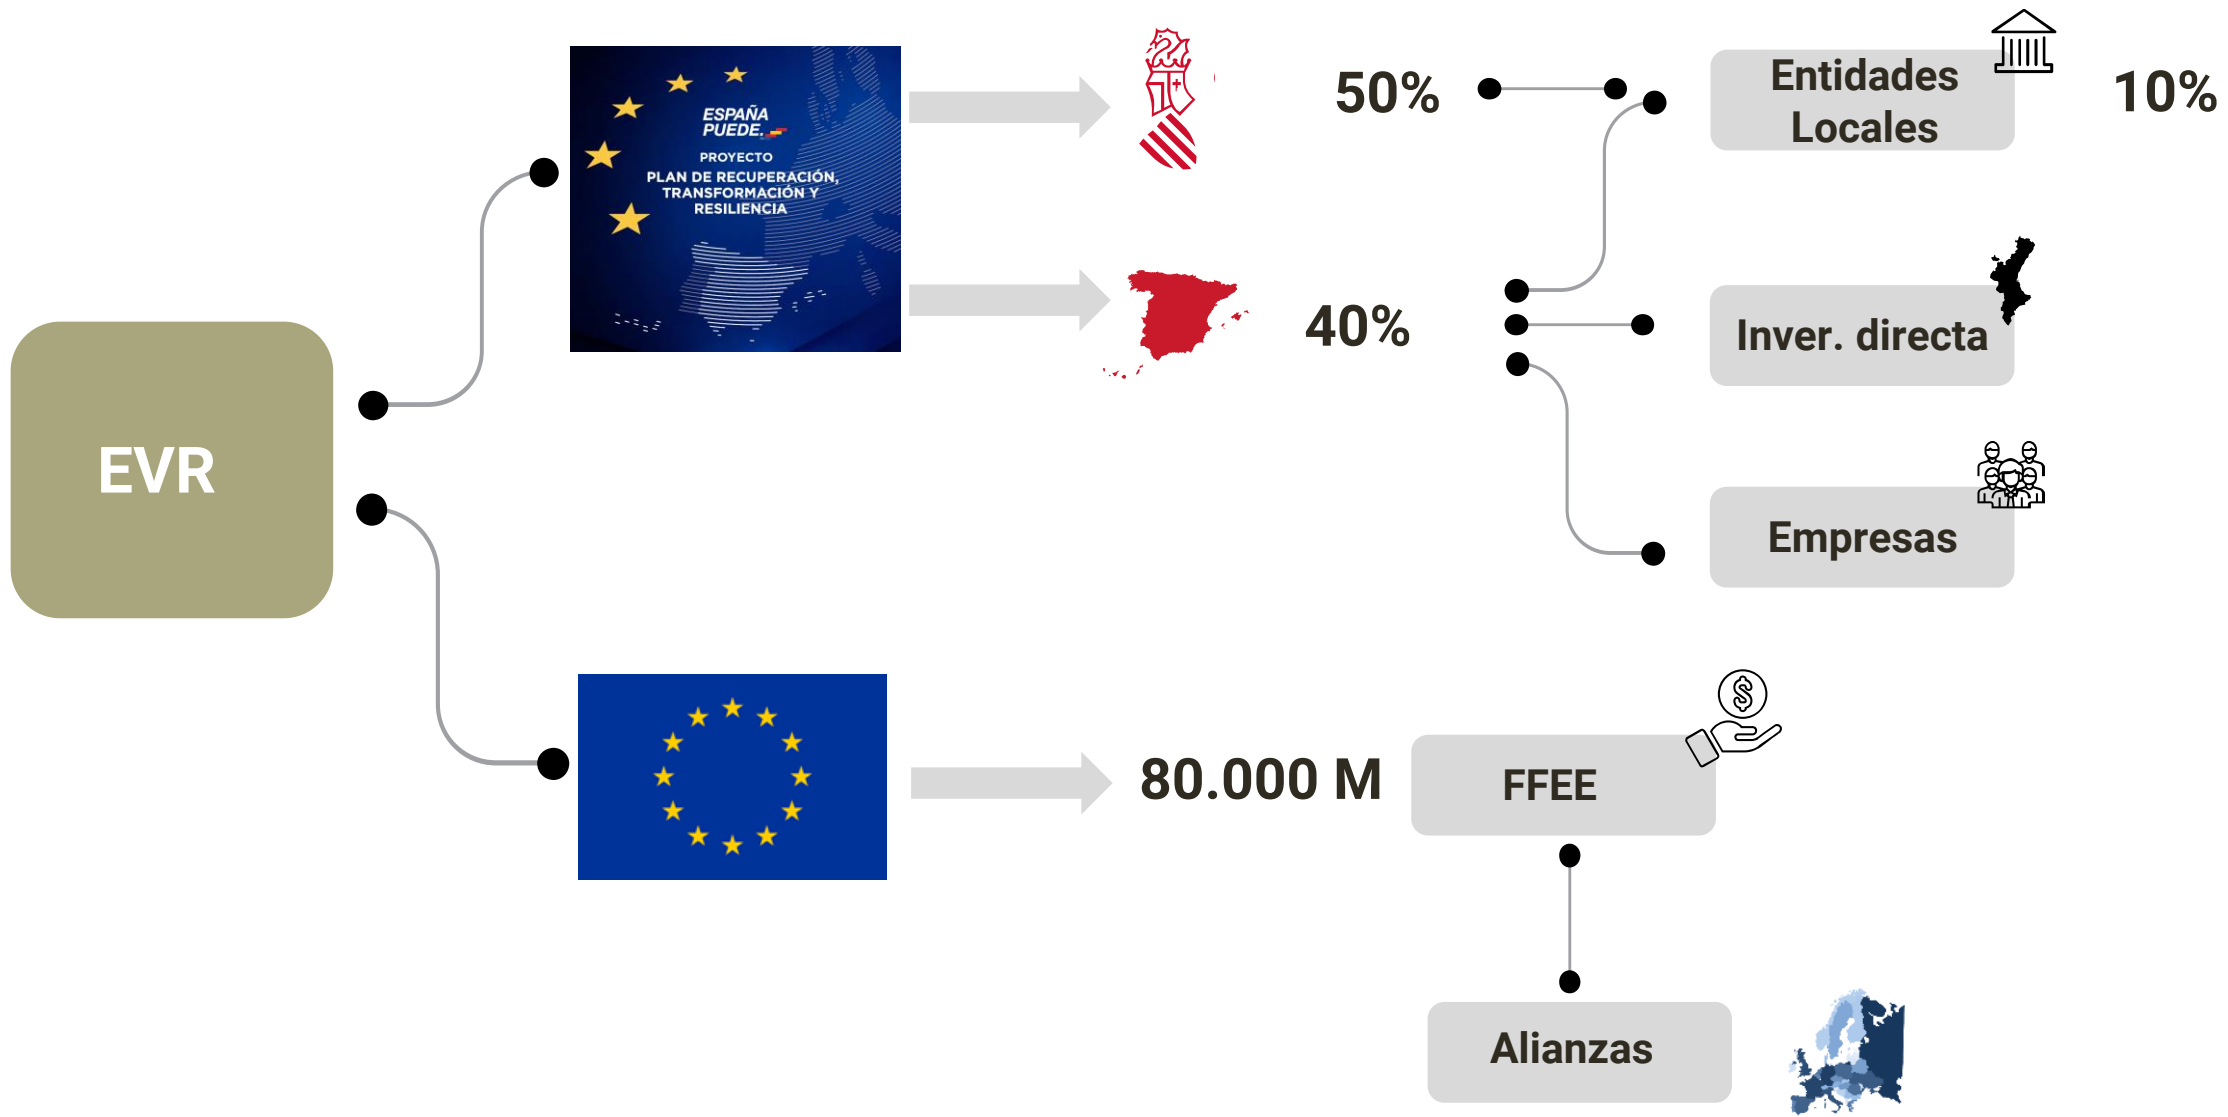 EVR
ESPAÑA
PUEDE.
PROYECTO
PLAN DE RECUPERACIÓN,
TRANSFORMACIÓN Y
RESILIENCIA
50%
Entidades
Locales
10%
40%
Inver. directa
Empresas
80.000 M
FFEE
$
Alianzas